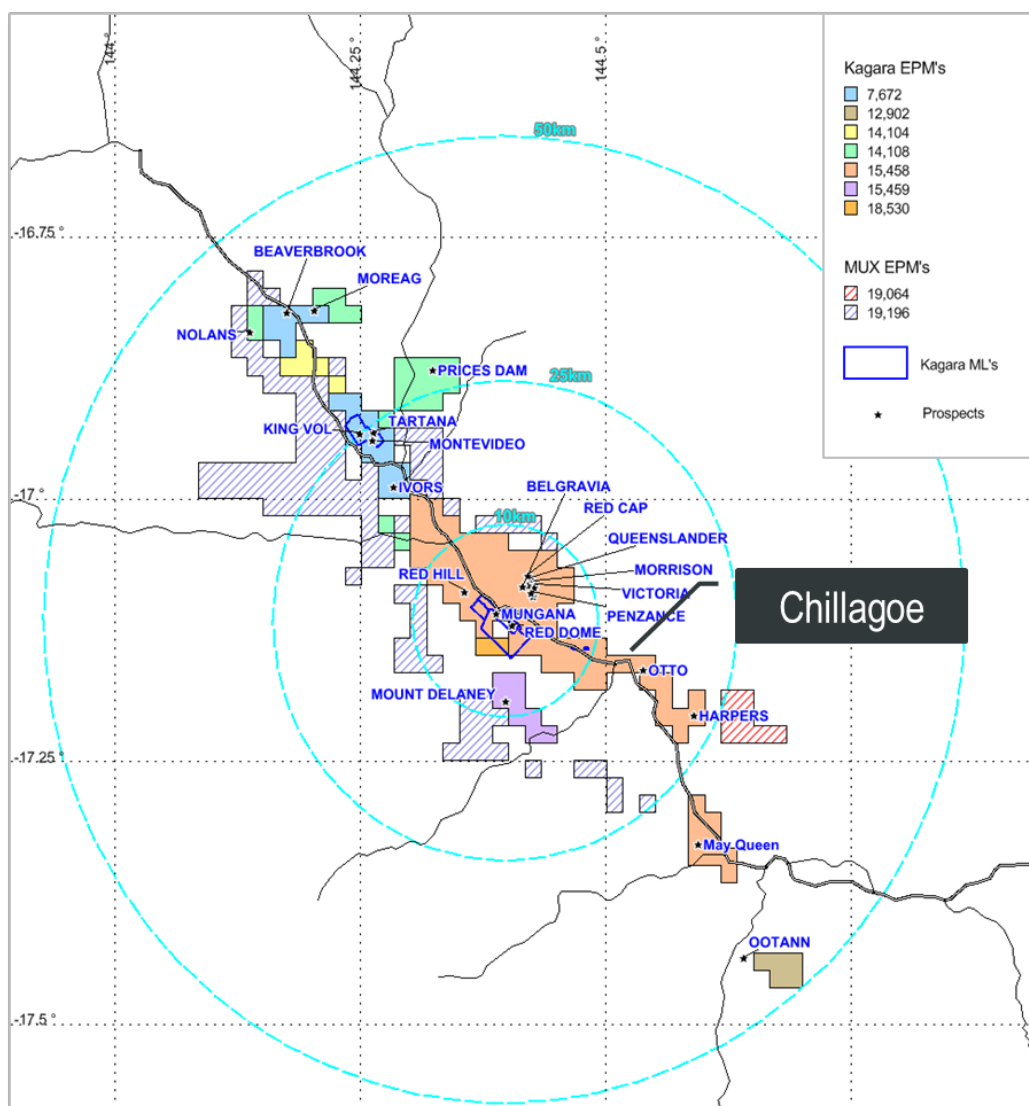 144 °
144.25 °
144.5 °
Kagara EPM's
7,672
12,902
14,104
14,108
15,458
15,459
18,530
MUX EPM's
19,064
19,196
Kagara ML's
Prospects
50km
-16.75°
BEAVERBROOK
MOREAG
NOLANS
PRICES DAM
25km
TARTANA
KING VOL
MONTEVIDEO
IVORS
-17°
BELGRAVIA
RED CAP
10km
QUEENSLANDER
MORRISON
RED HILL
VICTORIA
MUNGANA
PENZANCE
RED DOME
Chillagoe
OTTO
MOUNT DELANEY
HARPERS
-17.25°
May Queen
OOTANN
-17.5°